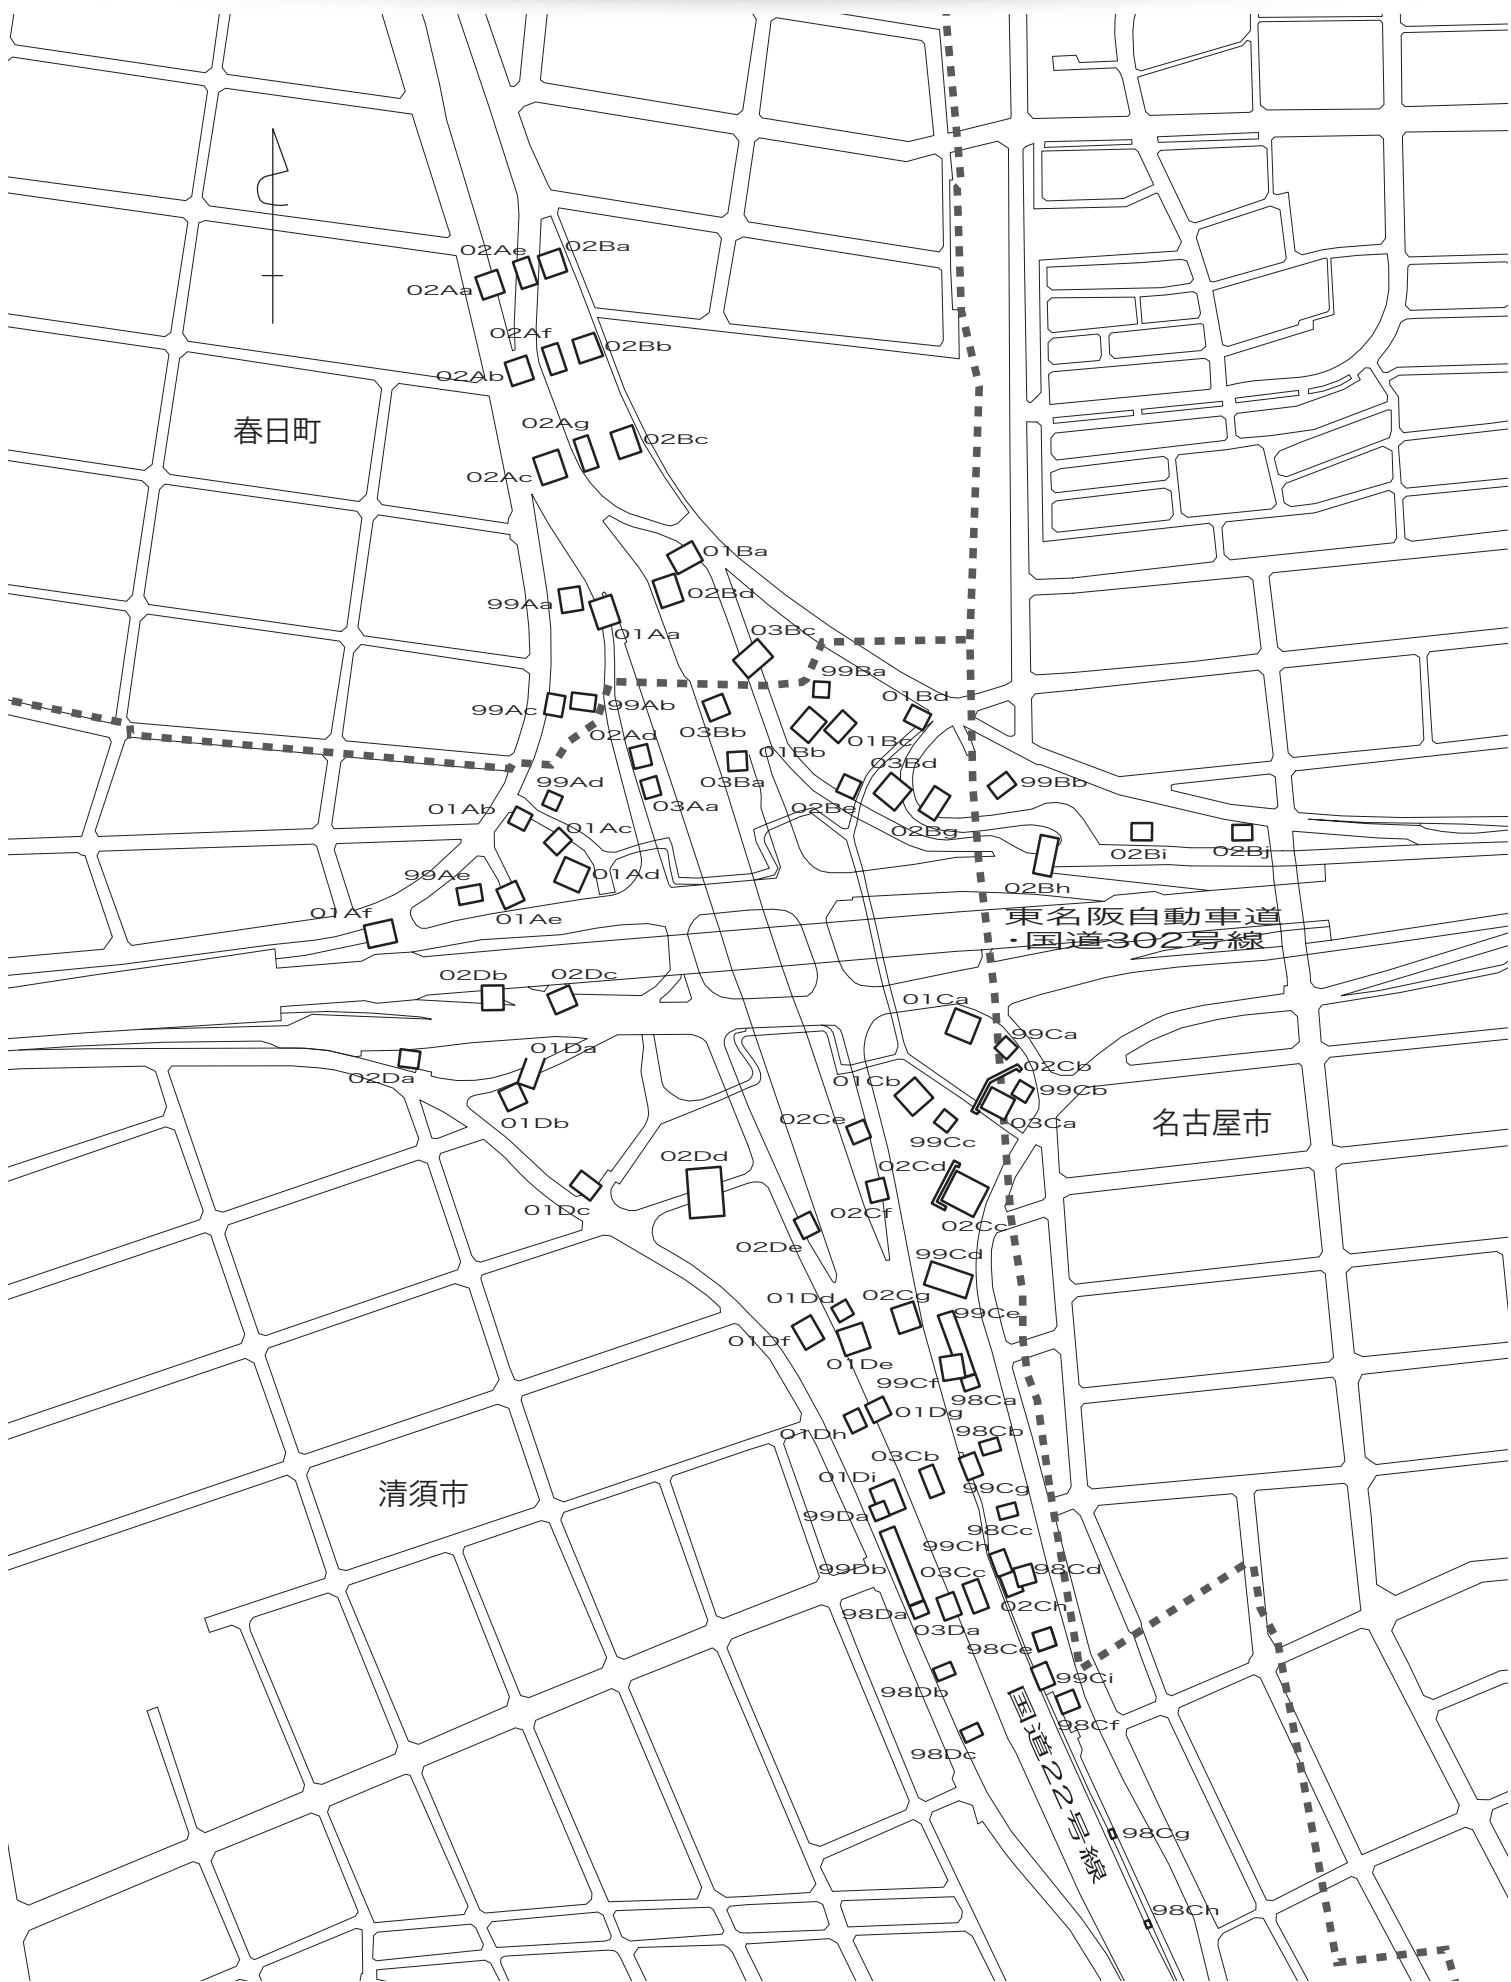 02Ae
02Ba
02Aa
02Af
02Bb
02Ab
春日町
02Ag
02Bc
02Ac
01Ba
02Bd
99Aa
01Aa
03Bc
99Ba
99Ac
99Ab
01Bd
03Bb
02Ad
01Bb
01Bc
03Bd
03Ba
99Bb
99Ad
03Aa
02Be
01Ab
01Ac
02Bg
02Bi
02Bj
99Ae
01Ad
02Bh
01Af
01Ae
東名阪自動車道
・国道302号線
02Db
02Dc
01Ca
99Ca
01Da
02Da
02Cb
01Cb
99Cb
01Db
02Ce
99Cc
03Ca
名古屋市
02Dd
02Cd
01Dc
02Cf
02Cc
02De
99Cd
01Dd
02Cg
99Ce
01Df
01De
99Cf
98Ca
01Dg
01Dh
98Cb
03Cb
01Di
99Cg
清須市
99Da
98Cc
99Ch
99Db
03Cc
98Cd
98Da
02Ch
03Da
98Ce
99Ci
98Db
98Cf
98Dc
国道22号線
98Cg
98Ch